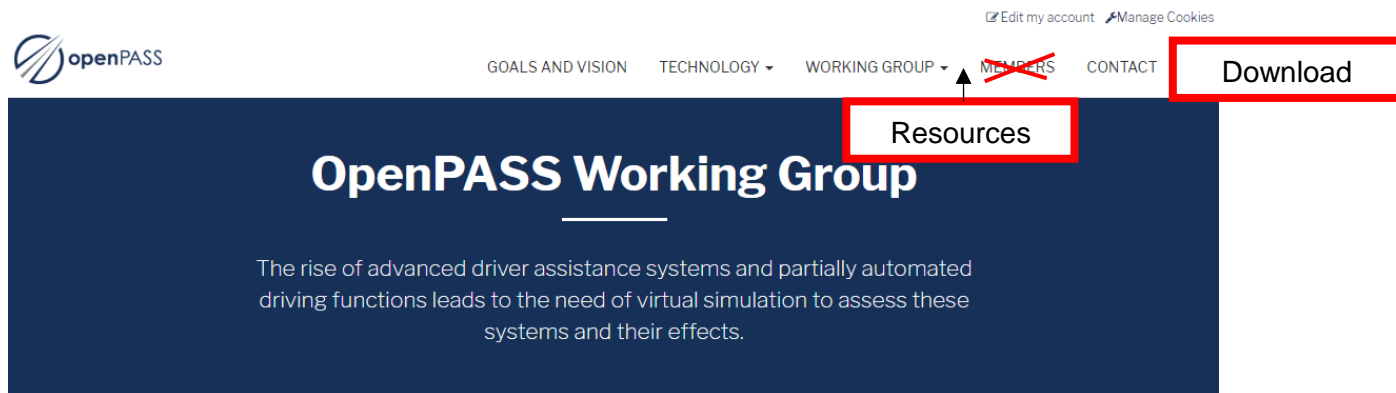 Edit my account Manage Cookies
openPASS
GOALS AND VISION TECHNOLOGY WORKING GROUP MEMBERS CONTACT Download
Resources
OpenPASS Working Group
The rise of advanced driver assistance systems and partially automated
driving functions leads to the need of virtual simulation to assess these
systems and their effects.